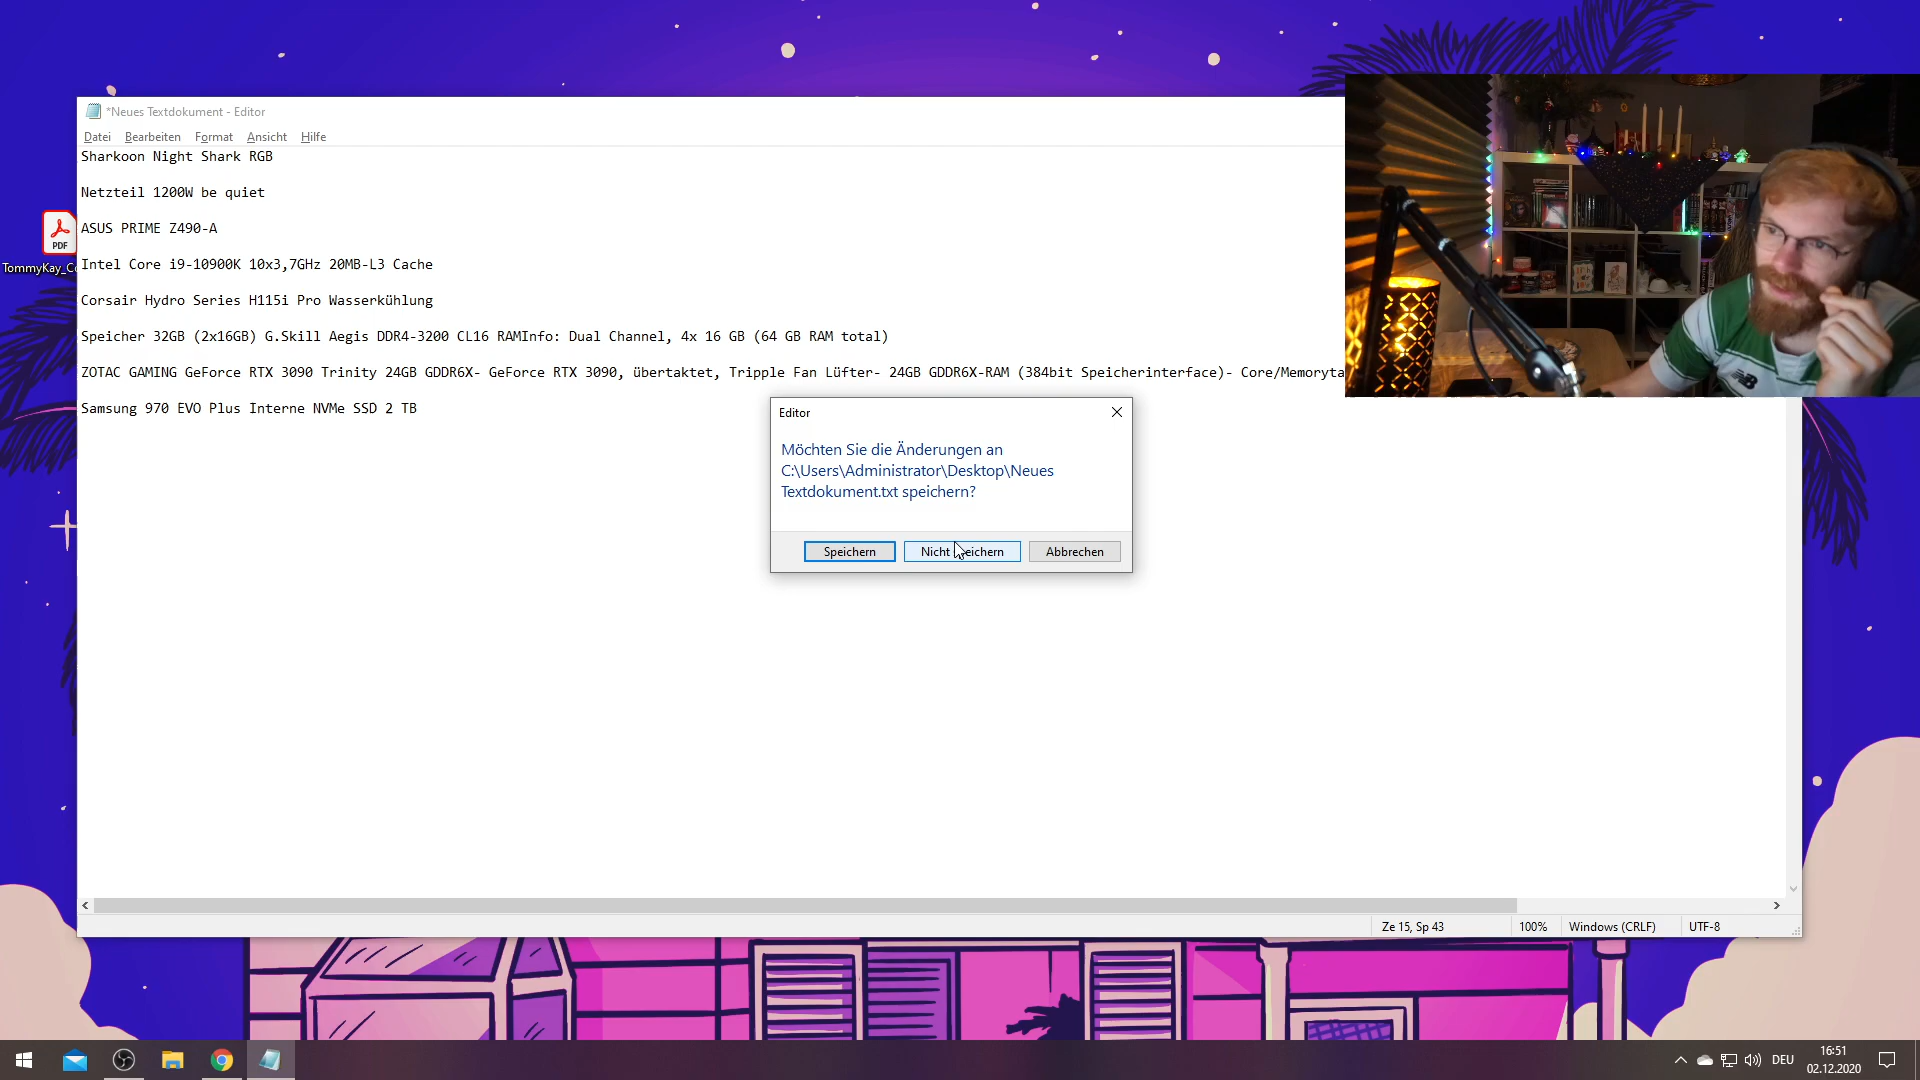 *Neues Textdokument - Editor
Datei Bearbeiten Format Ansicht Hilfe
Sharkoon Night Shark RGB
Netzteil 1200W be quiet
ASUS PRIME Z490-A
Intel Core i9-10900K 10x3,7GHz 20MB-L3 Cache
Corsair Hydro Series H115i Pro Wasserkühlung
Speicher 32GB (2x16GB) G.Skill Aegis DDR4-3200 CL16 RAMInfo: Dual Channel, 4x 16 GB (64 GB RAM total)
ZOTAC GAMING GeForce RTX 3090 Trinity 24GB GDDR6X- GeForce RTX 3090, übertaktet, Tripple Fan Lüfter- 24GB GDDR6X-RAM (384bit Speicherinterface)- Core/Memoryta
Samsung 970 EVO Plus Interne NVMe SSD 2 TB
PDF
TommyKay_C
Editor
Möchten Sie die Änderungen an
C:\Users\Administrator\Desktop\Neues
Textdokument.txt speichern?
Speichern Nicht eichern Abbrechen
Ze 15, Sp 43 100% Windows (CRLF) UTF-8
DEU
16:51
02.12.2020